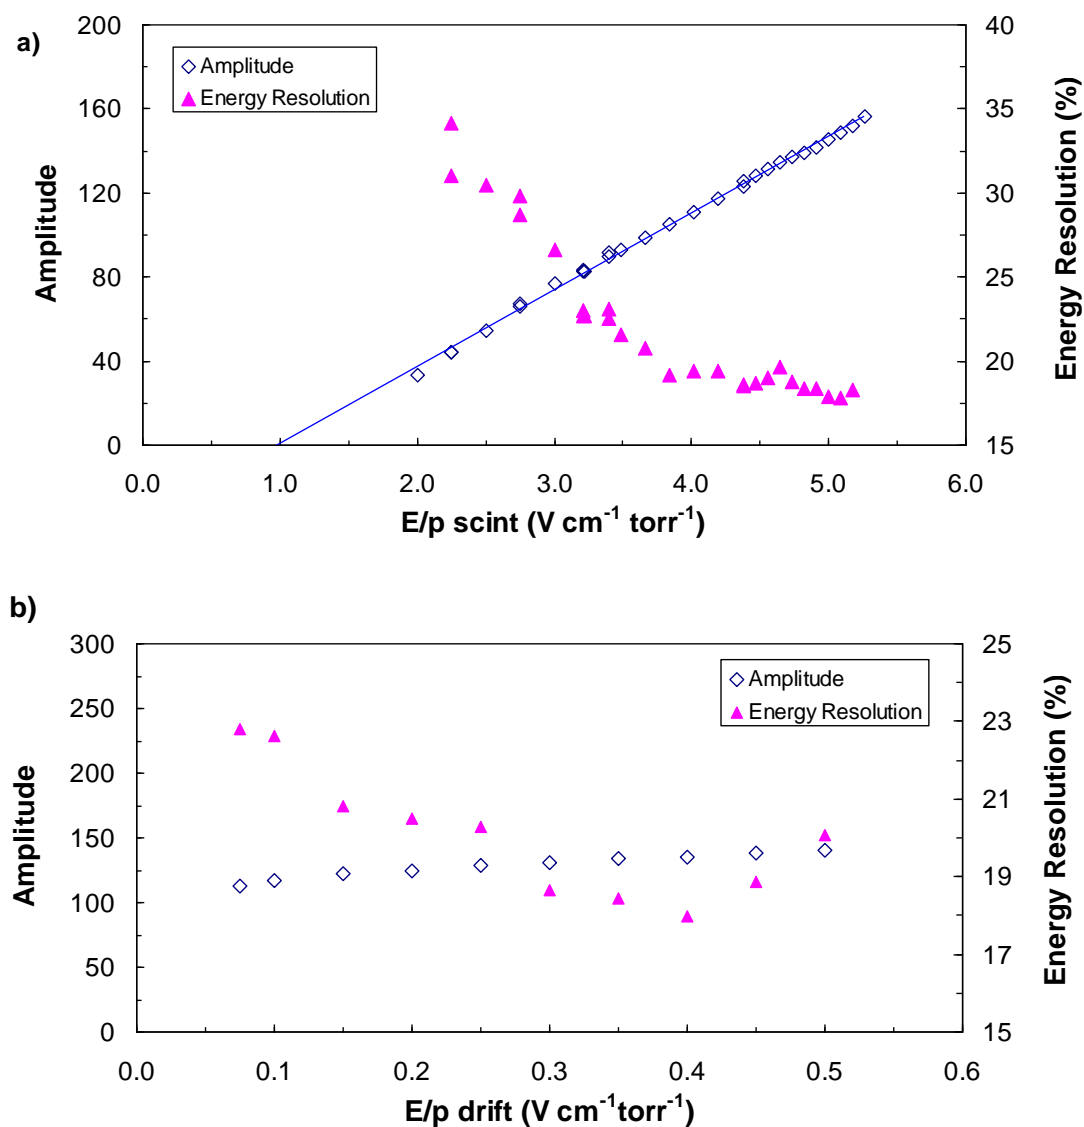 a)
200
160
120
80
40
0
Amplitude
Amplitude
Energy Resolution
40
35
30
25
20
15
Energy Resolution (%)
0.0 1.0 2.0 3.0 4.0 5.0 6.0
E/p scint (V cm⁻¹ torr⁻¹)
b)
300
250
200
150
100
50
0
Amplitude
Amplitude
Energy Resolution
25
23
21
19
17
15
Energy Resolution (%)
0.0 0.1 0.2 0.3 0.4 0.5 0.6
E/p drift (V cm⁻¹torr⁻¹)